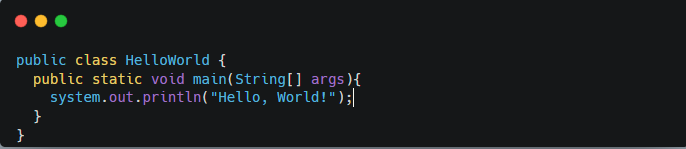 public class HelloWorld {
  public static void main(String[] args){
    system.out.println("Hello, World!");
  }
}